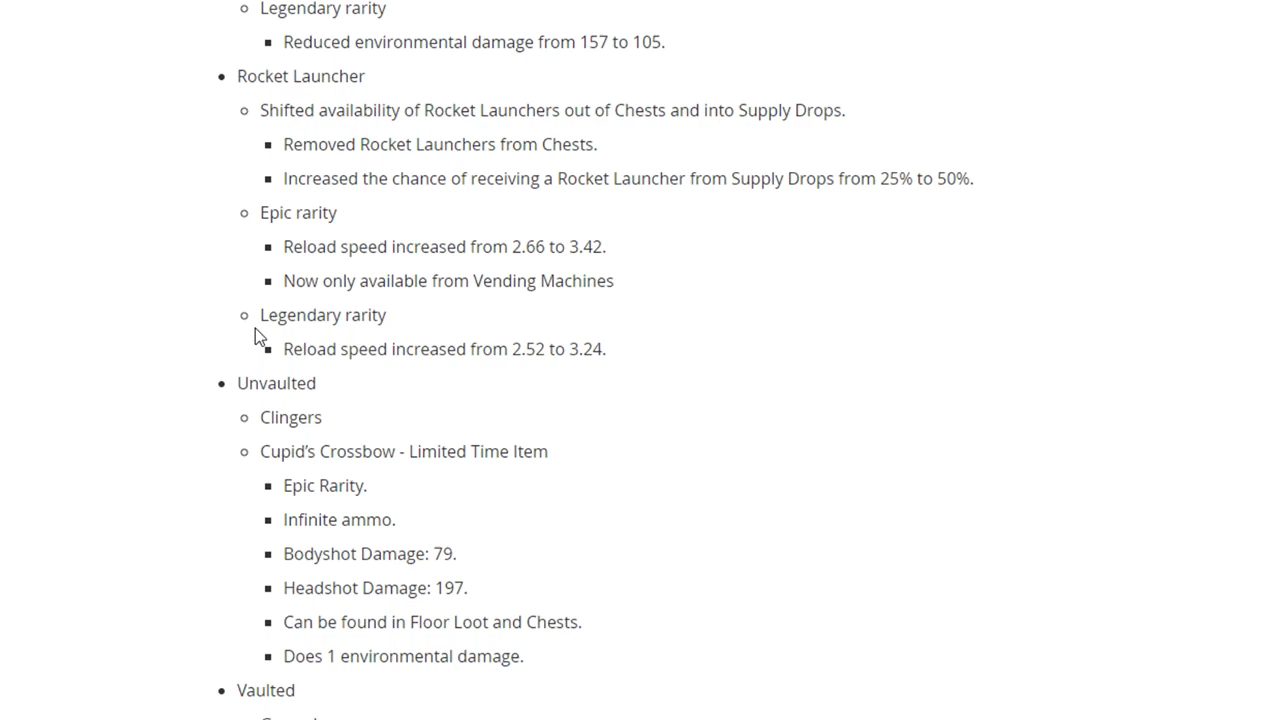 Legendary rarity
Reduced environmental damage from 157 to 105.
Rocket Launcher
Shifted availability of Rocket Launchers out of Chests and into Supply Drops.
Removed Rocket Launchers from Chests.
Increased the chance of receiving a Rocket Launcher from Supply Drops from 25% to 50%.
Epic rarity
Reload speed increased from 2.66 to 3.42.
Now only available from Vending Machines
Legendary rarity
Reload speed increased from 2.52 to 3.24.
Unvaulted
Clingers
Cupid’s Crossbow - Limited Time Item
Epic Rarity.
Infinite ammo.
Bodyshot Damage: 79.
Headshot Damage: 197.
Can be found in Floor Loot and Chests.
Does 1 environmental damage.
Vaulted